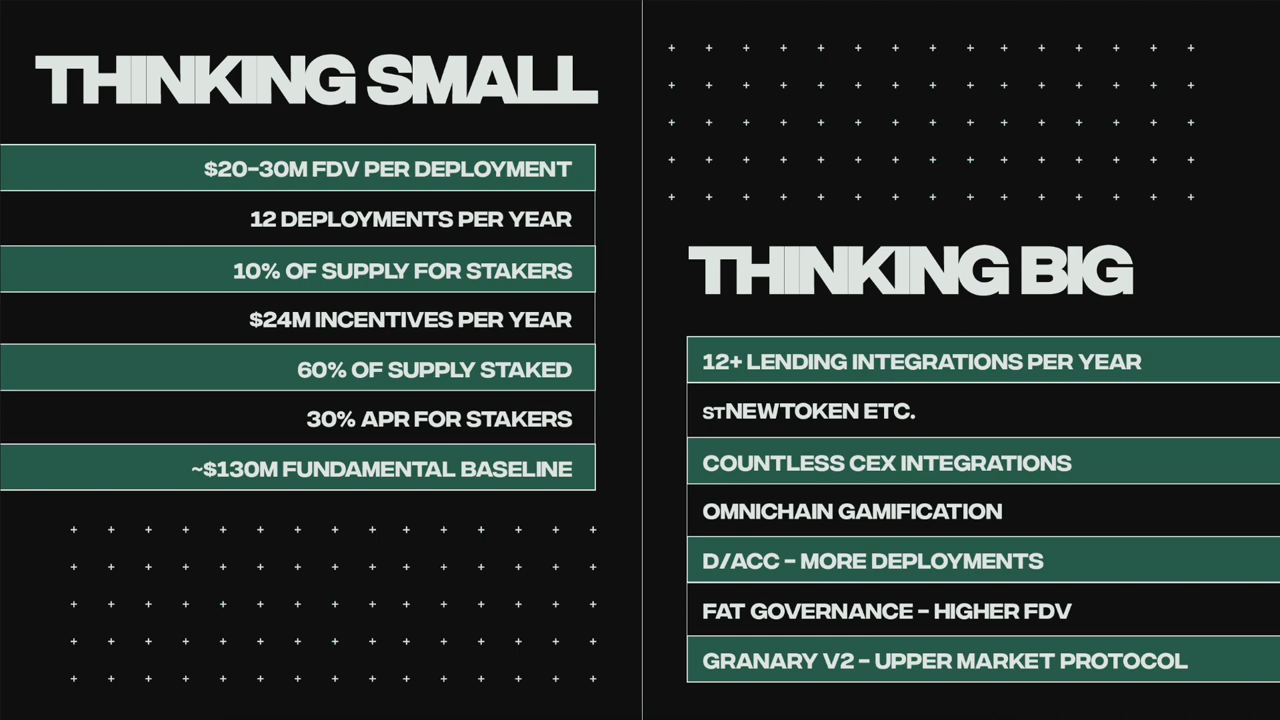 THINKING SMALL
$20-30M FDV PER DEPLOYMENT
12 DEPLOYMENTS PER YEAR
10% OF SUPPLY FOR STAKERS
$24M INCENTIVES PER YEAR
60% OF SUPPLY STAKED
30% APR FOR STAKERS
~$130M FUNDAMENTAL BASELINE
THINKING BIG
12+ LENDING INTEGRATIONS PER YEAR
STNEWTOKEN ETC.
COUNTLESS CEX INTEGRATIONS
OMNICHAIN GAMIFICATION
D/ACC - MORE DEPLOYMENTS
FAT GOVERNANCE - HIGHER FDV
GRANARY V2 - UPPER MARKET PROTOCOL